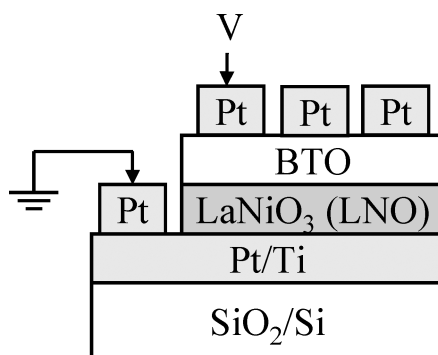 V
Pt Pt Pt
BTO
Pt LaNiO₃ (LNO)
Pt/Ti
SiO₂/Si